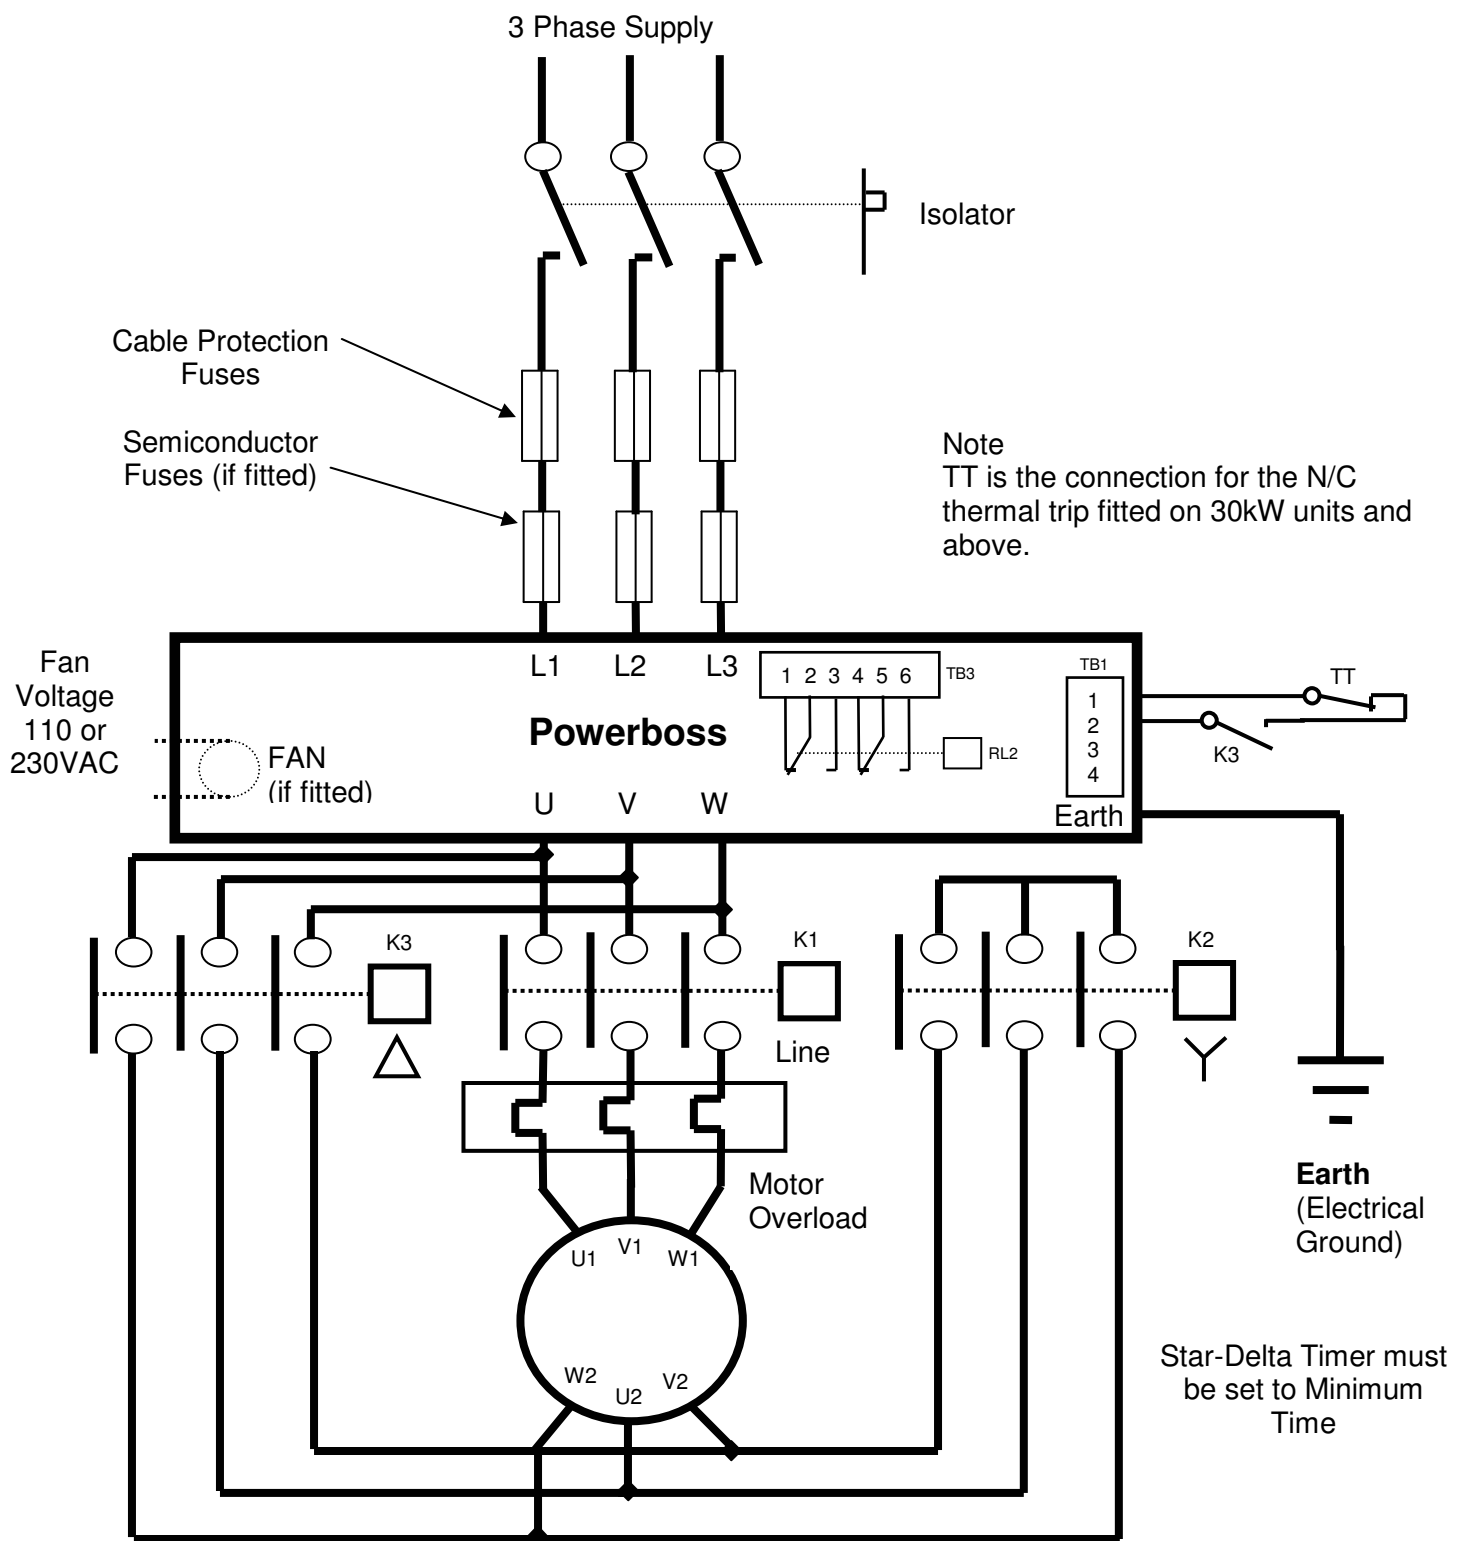 3 Phase Supply
Isolator
Cable Protection
Fuses
Semiconductor
Fuses (if fitted)
Note
TT is the connection for the N/C
thermal trip fitted on 30kW units and
above.
Fan
Voltage
110 or
230VAC
L1 L2 L3
1 2 3 4 5 6
TB3
TB1
1
2
3
4
TT
K3
Powerboss
RL2
FAN
(if fitted)
U V W
Earth
K3
K1
K2
Line
Motor
Overload
Earth
(Electrical
Ground)
U1 V1 W1
W2 U2 V2
Star-Delta Timer must
be set to Minimum
Time